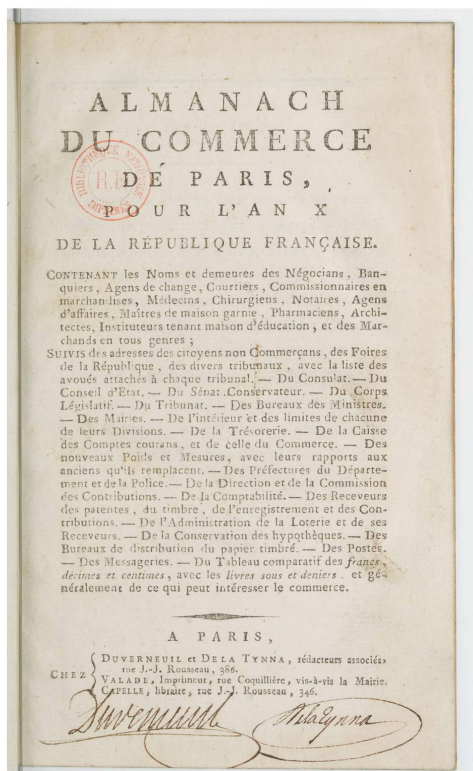 ALMANACH
DU COMMERCE
DE PARIS,
POUR L'AN X
DE LA RÉPUBLIQUE FRANÇAISE.
CONTENANT les Noms et demeures des Négocians, Ban-
quiers, Agens de change, Courtiers, Commissionnaires en
marchandises, Médecins, Chirurgiens, Notaires, Agens
d'affaires, Maîtres de maison garnie, Pharmaciens, Archi-
tectes, Instituteurs tenant maison d'éducation, et des Mar-
chands en tous genres;
SUIVIS des adresses des citoyens non Commerçans, des Foires
de la République, des divers tribunaux, avec la liste des
avoués attachés à chaque tribunal. — Du Consulat. — Du
Conseil d'Etat. — Du Sénat Conservateur. — Du Corps
Législatif. — Du Tribunat. — Des Bureaux des Ministres.
— Des Mairies. — De l'intérieur et des limites de chacune
de leurs Divisions. — De la Trésorerie. — De la Caisse
des Comptes courans, et de celle du Commerce. — Des
nouveaux Poids et Mesures, avec leurs rapports aux
anciens qu'ils remplacent. — Des Préfectures du Départe-
ment et de la Police. — De la Direction et de la Commission
des Contributions. — De la Comptabilité. — Des Receveurs
des patentes, du timbre, de l'enregistrement et des Con-
tributions. — De l'Administration de la Loterie et de ses
Receveurs. — De la Conservation des hypothèques. — Des
Bureaux de distribution du papier timbré. — Des Postes.
— Des Messageries. — Du Tableau comparatif des francs,
décimes et centimes, avec les livres sous et deniers, et gé-
néralement de ce qui peut intéresser le commerce.
A PARIS,
CHEZ
DUVERNEUIL et DE LA TYNNA, rédacteurs associés,
rue J.-J. Rousseau, 386.
VALADE, Imprimeur, rue Coquillière, vis-à-vis la Mairie.
CAPELLE, libraire, rue J.-J. Rousseau, 346.
Duverneuil
DelaTynna
BIBLIOTHEQUE NATIONALE
R.F.
IMPRIMÉS